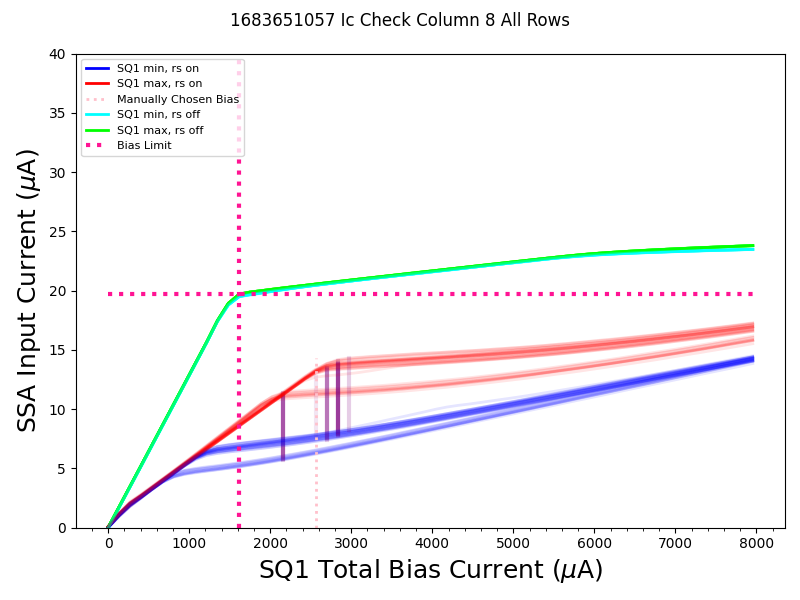 1683651057 Ic Check Column 8 All Rows
SQ1 min, rs on
SQ1 max, rs on
Manually Chosen Bias
SQ1 min, rs off
SQ1 max, rs off
Bias Limit
SSA Input Current (μA)
40
35
30
25
20
15
10
5
0
0 1000 2000 3000 4000 5000 6000 7000 8000
SQ1 Total Bias Current (μA)